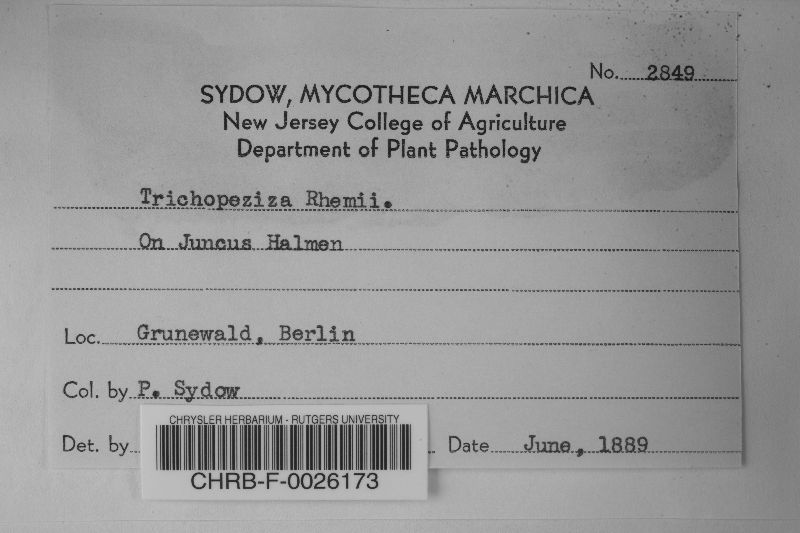 No. 2849
SYDOW, MYCOTHECA MARCHICA
New Jersey College of Agriculture
Department of Plant Pathology
Trichopeziza Rhemii.
On Juncus Halmen
Loc. Grunewald, Berlin
Col. by P. Sydow
Det. by
Date June, 1889
CHRYSLER HERBARIUM - RUTGERS UNIVERSITY
CHRB-F-0026173